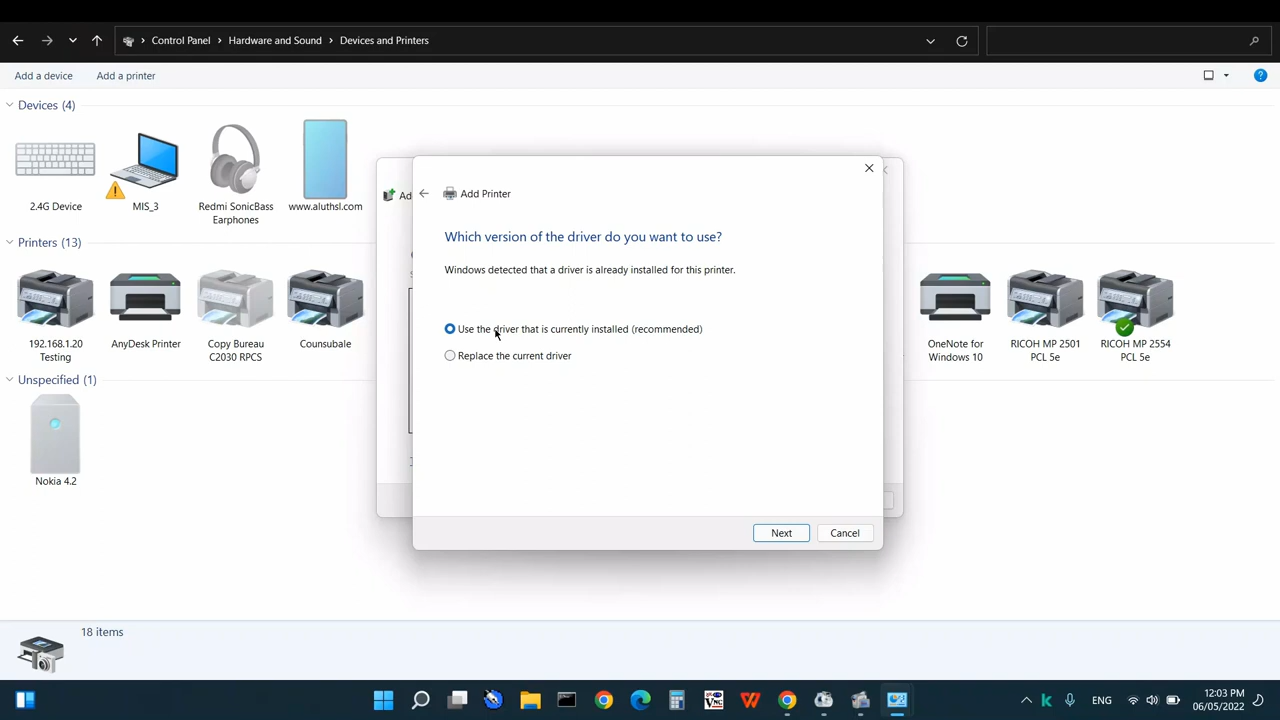 Control Panel > Hardware and Sound > Devices and Printers
Add a device Add a printer
Devices (4)
2.4G Device
MIS_3
Redmi SonicBass
Earphones
www.aluthsl.com
Printers (13)
192.168.1.20
Testing
AnyDesk Printer
Copy Bureau
C2030 RPCS
Counsubale
OneNote for
Windows 10
RICOH MP 2501
PCL 5e
RICOH MP 2554
PCL 5e
Unspecified (1)
Nokia 4.2
Ad
Add Printer
Which version of the driver do you want to use?
Windows detected that a driver is already installed for this printer.
Use the driver that is currently installed (recommended)
Replace the current driver
Next Cancel
18 items
ENG
12:03 PM
06/05/2022